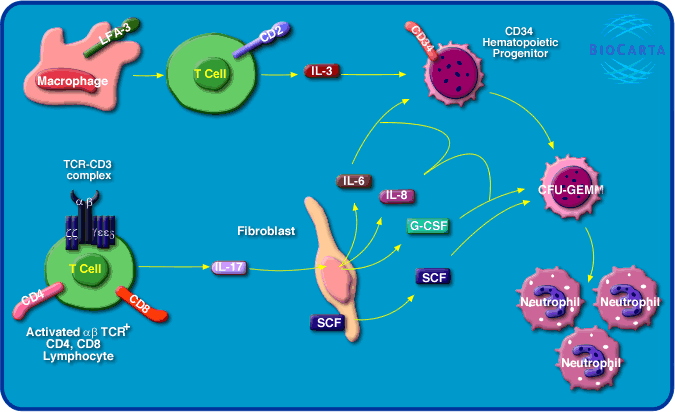 LFA-3
Macrophage
CD2
T Cell
IL-3
CD34
CD34
Hematopoietic
Progenitor
BIOCARTA
TCR-CD3
complex
α β
ζζ
γεεδ
T Cell
CD4
CD8
Activated αβ TCR+
CD4, CD8
Lymphocyte
IL-17
Fibroblast
SCF
IL-6
IL-8
G-CSF
SCF
CFU-GEMM
Neutrophil
Neutrophil
Neutrophil